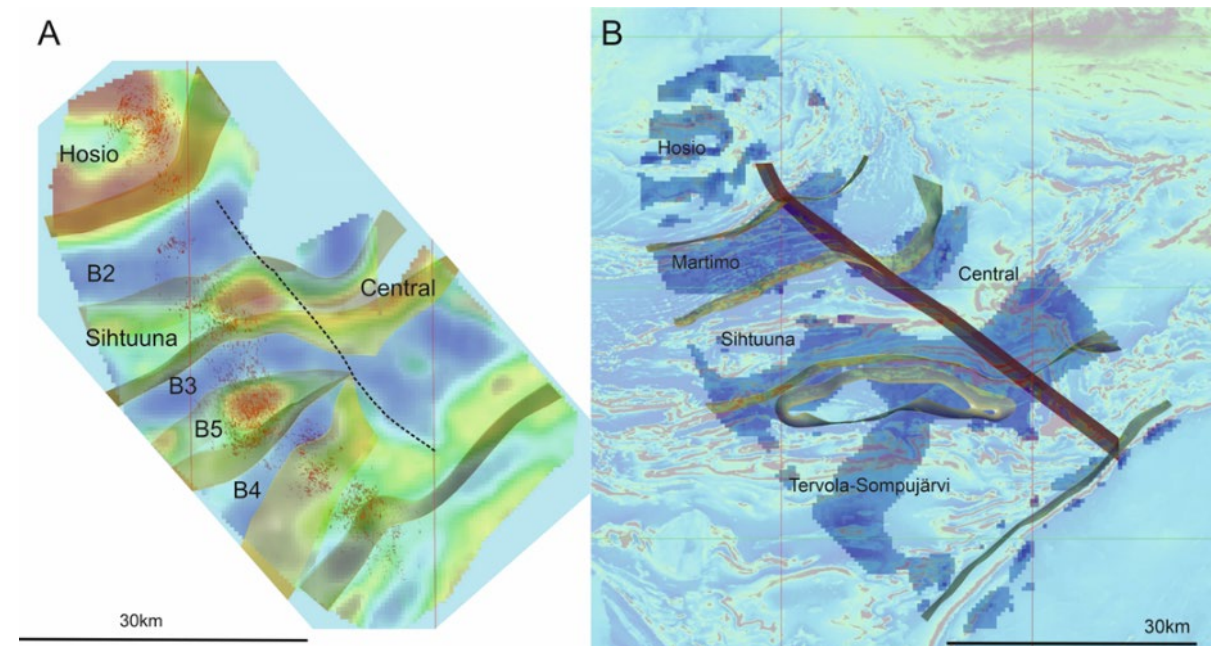 A
Hosio
B2
Central
Sihtuuna
B3
B5
B4
30km
B
Hosio
Martimo
Central
Sihtuuna
Tervola-Sompujärvi
30km